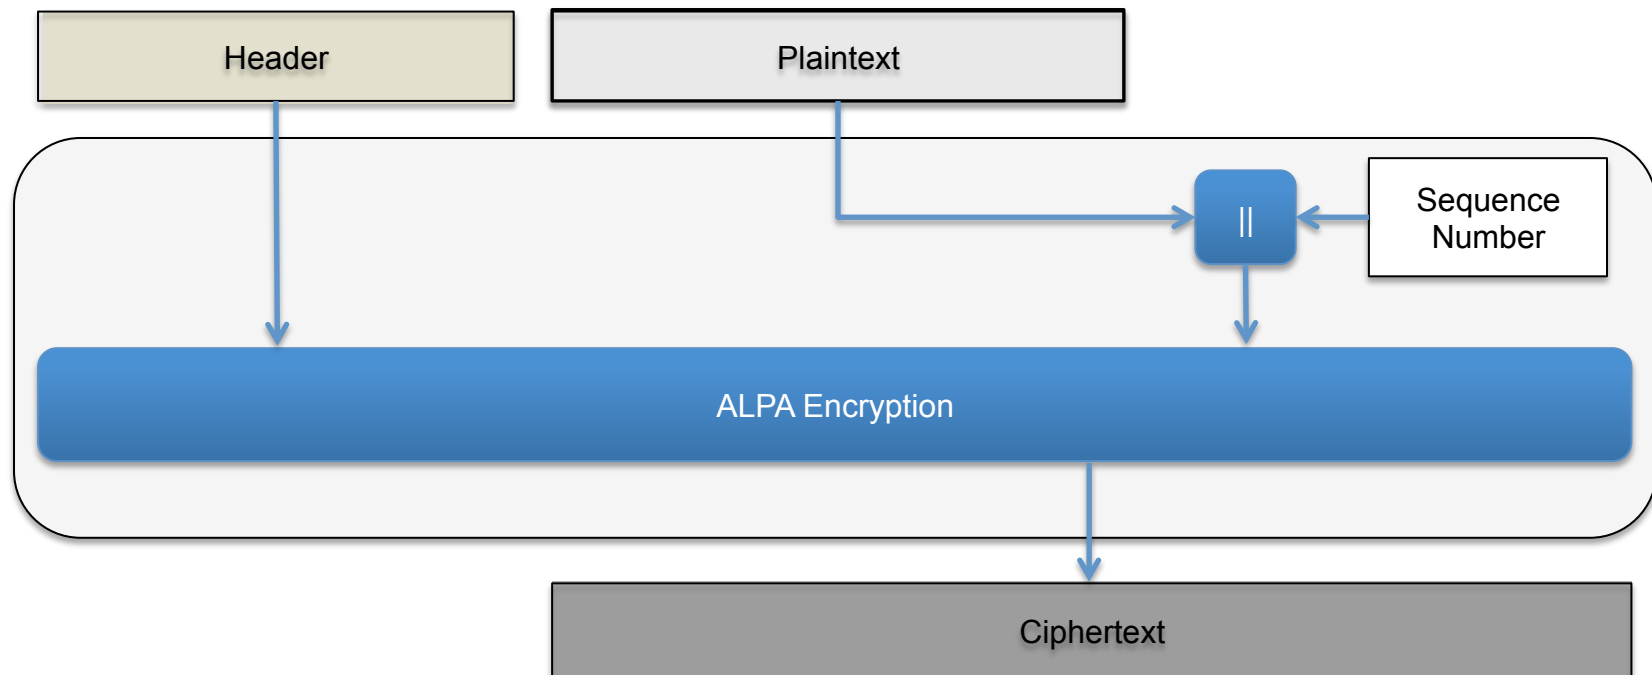 Header
Plaintext
||
Sequence
Number
ALPA Encryption
Ciphertext